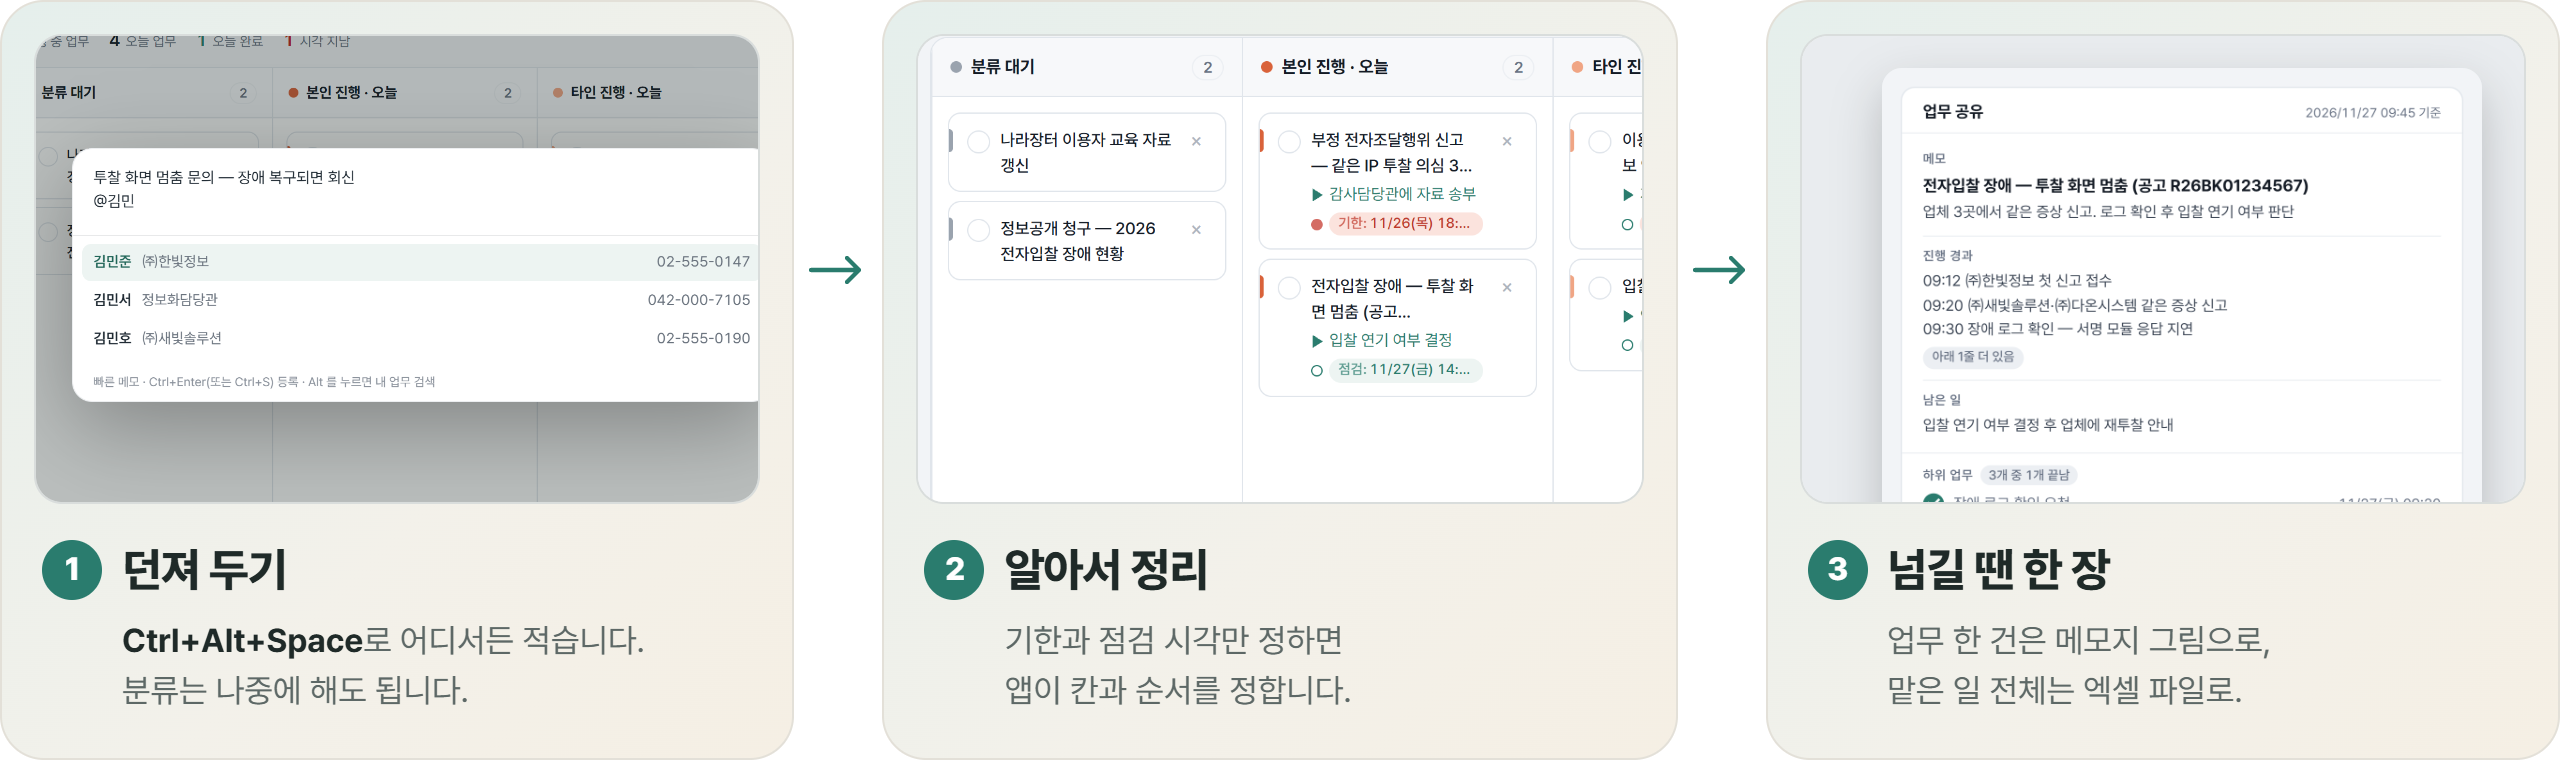 중 업무 4 오늘 업무 1 오늘 완료 1 시각 지남
분류 대기 2 본인 진행 · 오늘 2 타인 진행 · 오늘
투찰 화면 멈춤 문의 — 장애 복구되면 회신
@김민
김민준 ㈜한빛정보 02-555-0147
김민서 정보화담당관 042-000-7105
김민호 ㈜새빛솔루션 02-555-0190
빠른 메모 · Ctrl+Enter(또는 Ctrl+S) 등록 · Alt 를 누르면 내 업무 검색
1 던져 두기
Ctrl+Alt+Space로 어디서든 적습니다.
분류는 나중에 해도 됩니다.
분류 대기 2
나라장터 이용자 교육 자료 ×
갱신
정보공개 청구 — 2026 ×
전자입찰 장애 현황
본인 진행 · 오늘 2
부정 전자조달행위 신고 ×
— 같은 IP 투찰 의심 3...
▶ 감사담당관에 자료 송부
기한: 11/26(목) 18:...
전자입찰 장애 — 투찰 화 ×
면 멈춤 (공고...
▶ 입찰 연기 여부 결정
점검: 11/27(금) 14:...
타인 진
보
2 알아서 정리
기한과 점검 시각만 정하면
앱이 칸과 순서를 정합니다.
업무 공유 2026/11/27 09:45 기준
메모
전자입찰 장애 — 투찰 화면 멈춤 (공고 R26BK01234567)
업체 3곳에서 같은 증상 신고. 로그 확인 후 입찰 연기 여부 판단
진행 경과
09:12 ㈜한빛정보 첫 신고 접수
09:20 ㈜새빛솔루션·㈜다온시스템 같은 증상 신고
09:30 장애 로그 확인 — 서명 모듈 응답 지연
아래 1줄 더 있음
남은 일
입찰 연기 여부 결정 후 업체에 재투찰 안내
하위 업무 3개 중 1개 끝남
장애 로그 확인 요청 11/27(금) 09:30
3 넘길 땐 한 장
업무 한 건은 메모지 그림으로,
맡은 일 전체는 엑셀 파일로.